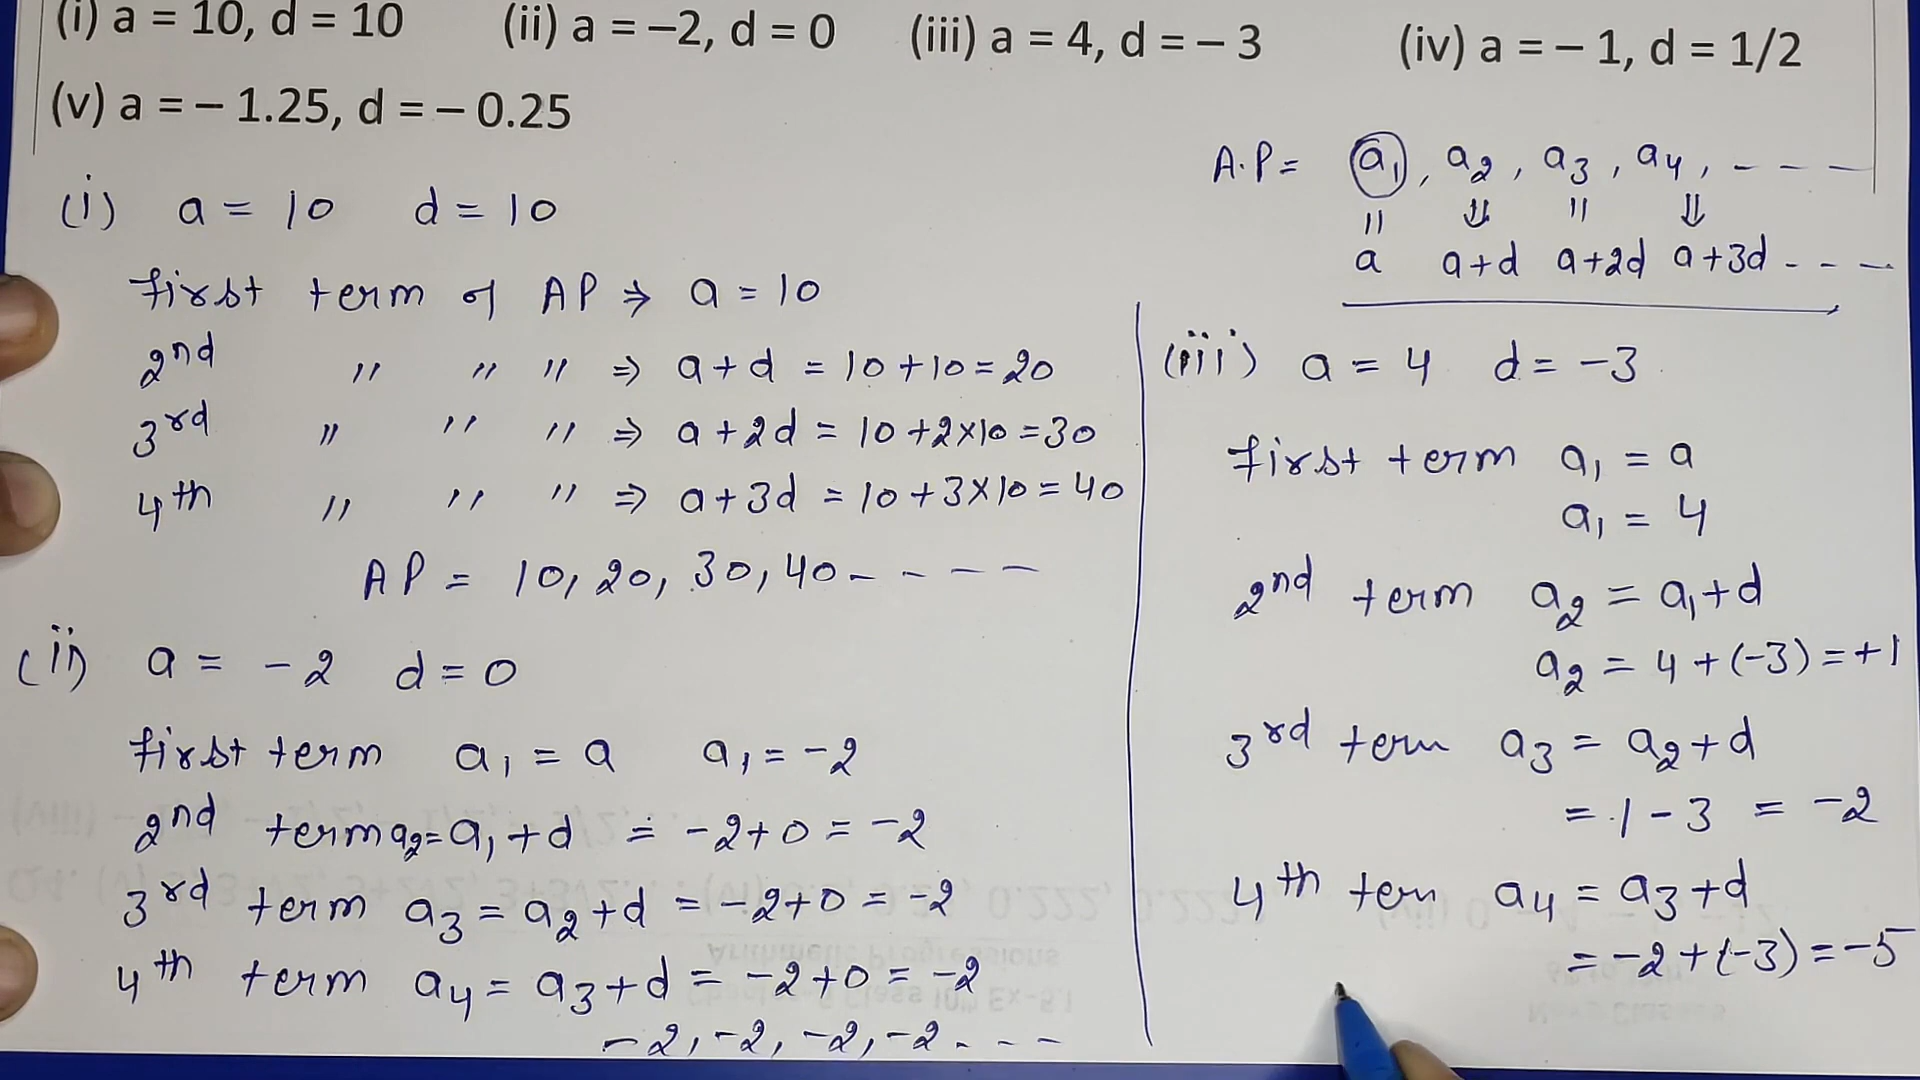 (i) a = 10, d = 10 (ii) a = –2, d = 0 (iii) a = 4, d = – 3 (iv) a = – 1, d = 1/2
(v) a = – 1.25, d = – 0.25
A.P = a1, a2, a3, a4, - - -
॥ ⇓ ॥ ⇓
a a+d a+2d a+3d - - -
(i) a = 10 d = 10
first term of AP ⇒ a = 10
2nd " " " ⇒ a+d = 10+10 = 20
3rd " " " ⇒ a+2d = 10+2×10 = 30
4th " " " ⇒ a+3d = 10+3×10 = 40
AP = 10, 20, 30, 40 - - - -
(ii) a = -2 d = 0
first term a1 = a a1 = -2
2nd term a2 = a1+d = -2+0 = -2
3rd term a3 = a2+d = -2+0 = -2
4th term a4 = a3+d = -2+0 = -2
-2, -2, -2, -2 - - -
(iii) a = 4 d = -3
first term a1 = a
a1 = 4
2nd term a2 = a1+d
a2 = 4+(-3) = +1
3rd term a3 = a2+d
= 1-3 = -2
4th ter a4 = a3+d
= -2+(-3) = -5